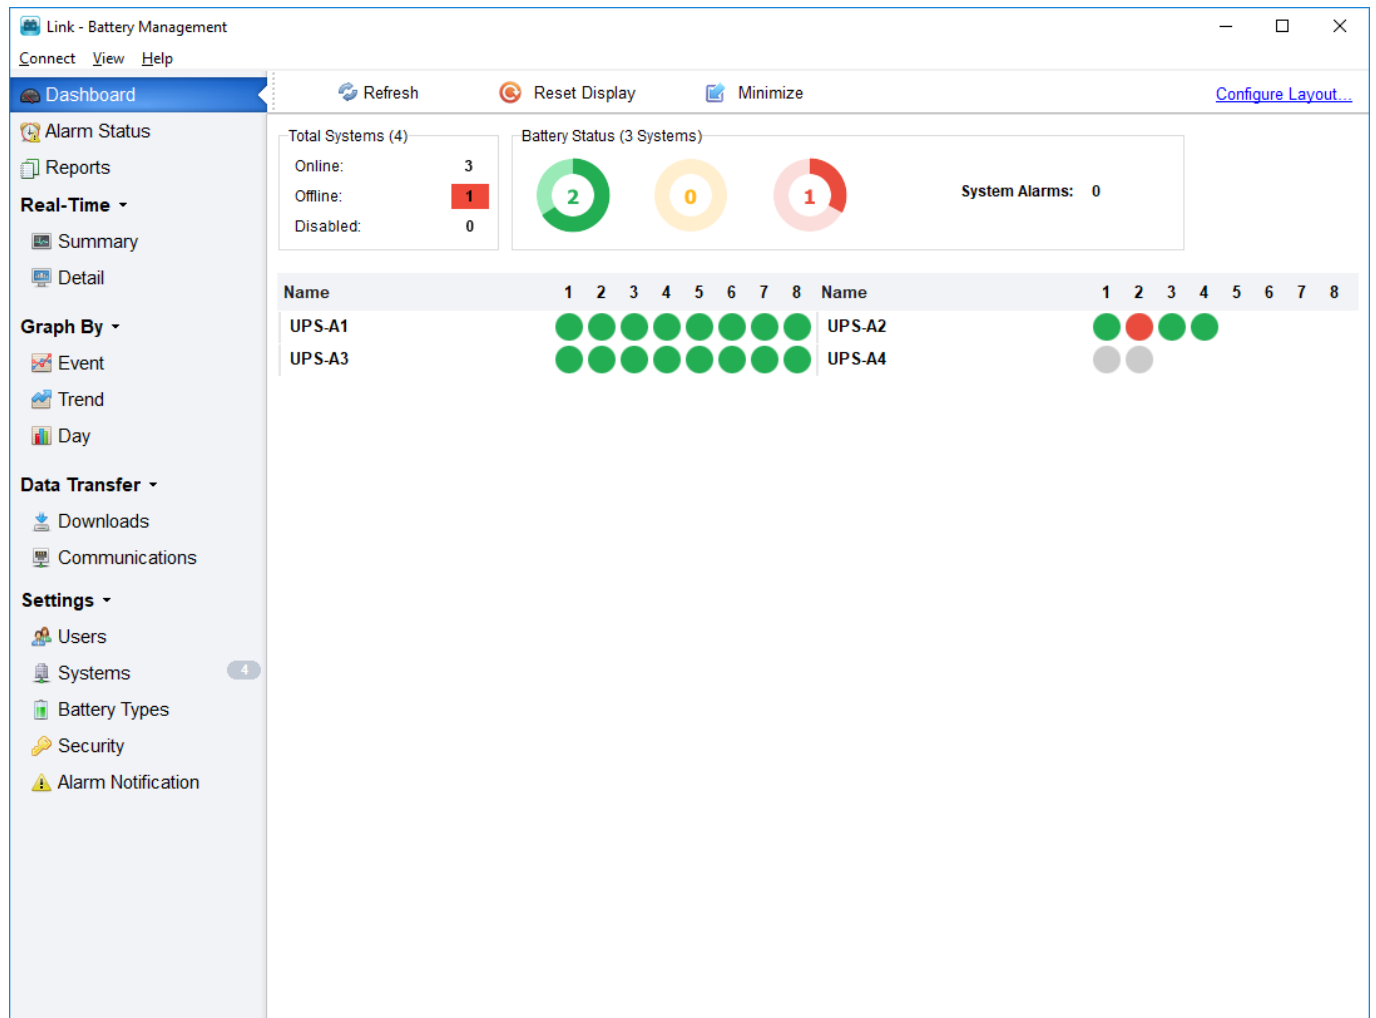 Link - Battery Management
Connect View Help
Dashboard
Alarm Status
Reports
Real-Time
Summary
Detail
Graph By
Event
Trend
Day
Data Transfer
Downloads
Communications
Settings
Users
Systems 4
Battery Types
Security
Alarm Notification
Refresh Reset Display Minimize Configure Layout...
Total Systems (4)
Online: 3
Offline: 1
Disabled: 0
Battery Status (3 Systems)
2 0 1 System Alarms: 0
Name 1 2 3 4 5 6 7 8 Name 1 2 3 4 5 6 7 8
UPS-A1 UPS-A2
UPS-A3 UPS-A4